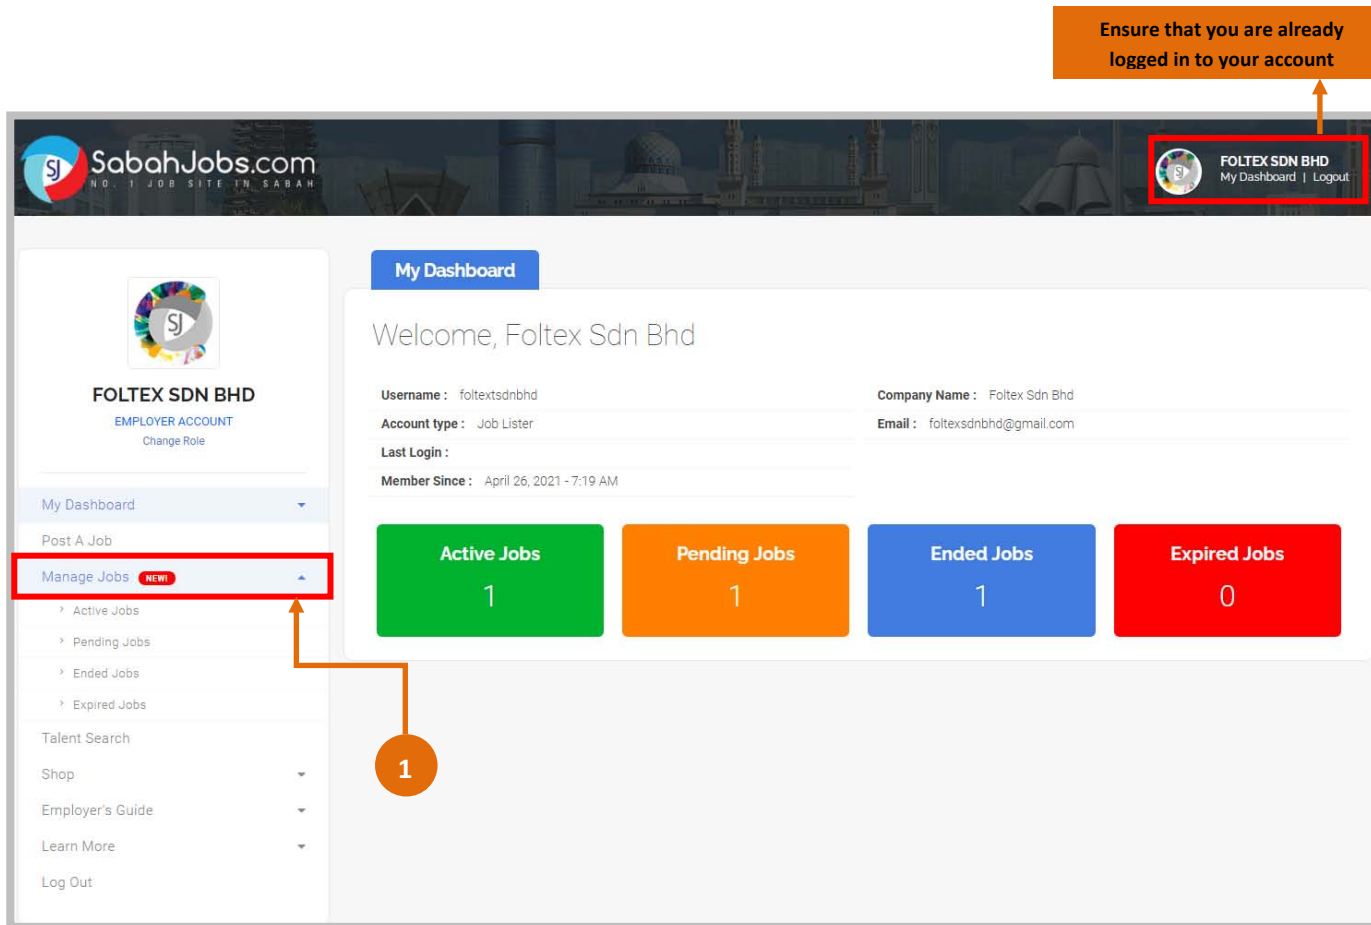 Ensure that you are already
logged in to your account
SJ
SabahJobs.com
NO. 1 JOB SITE IN SABAH
SJ
FOLTEX SDN BHD
My Dashboard | Logout
SJ
FOLTEX SDN BHD
EMPLOYER ACCOUNT
Change Role
My Dashboard
Post A Job
Manage Jobs NEW!
Active Jobs
Pending Jobs
Ended Jobs
Expired Jobs
Talent Search
Shop
Employer's Guide
Learn More
Log Out
My Dashboard
Welcome, Foltex Sdn Bhd
Username : foltextsdnbhd
Company Name : Foltex Sdn Bhd
Account type : Job Lister
Email : foltexsdnbhd@gmail.com
Last Login :
Member Since : April 26, 2021 - 7:19 AM
Active Jobs
1
Pending Jobs
1
Ended Jobs
1
Expired Jobs
0
1